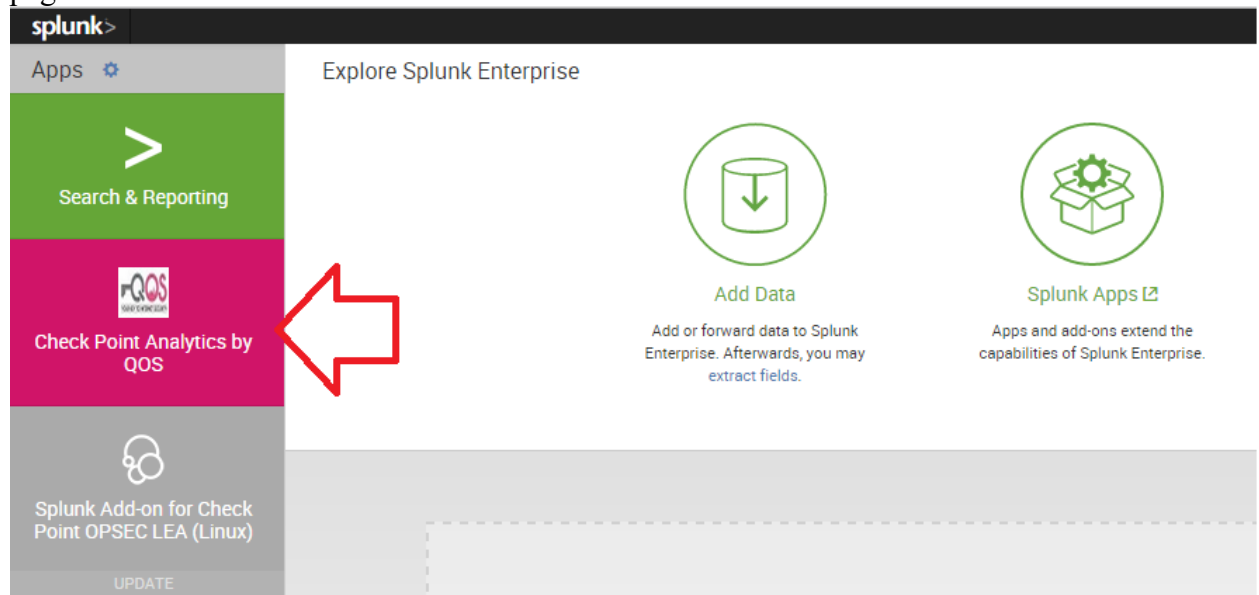 splunk>
Apps
Explore Splunk Enterprise
>
Search & Reporting
QOS
Check Point Analytics by
QOS
Splunk Add-on for Check
Point OPSEC LEA (Linux)
UPDATE
Add Data
Add or forward data to Splunk
Enterprise. Afterwards, you may
extract fields.
Splunk Apps
Apps and add-ons extend the
capabilities of Splunk Enterprise.